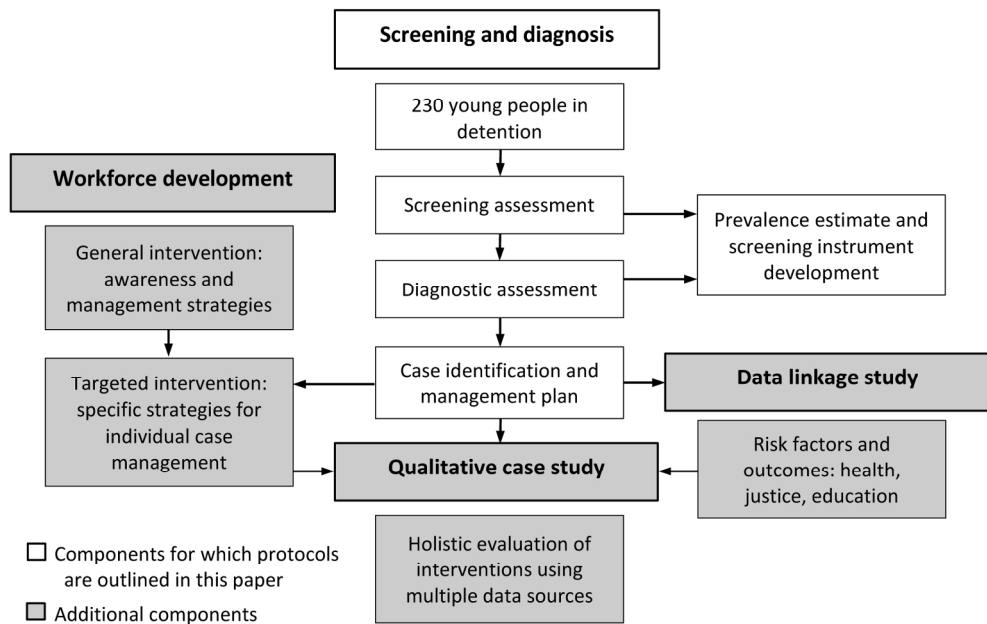 Screening and diagnosis
230 young people in
detention
Workforce development
General intervention:
awareness and
management strategies
Targeted intervention:
specific strategies for
individual case
management
Screening assessment
Diagnostic assessment
Case identification and
management plan
Prevalence estimate and
screening instrument
development
Data linkage study
Risk factors and
outcomes: health,
justice, education
Qualitative case study
Holistic evaluation of
interventions using
multiple data sources
Components for which protocols
are outlined in this paper
Additional components